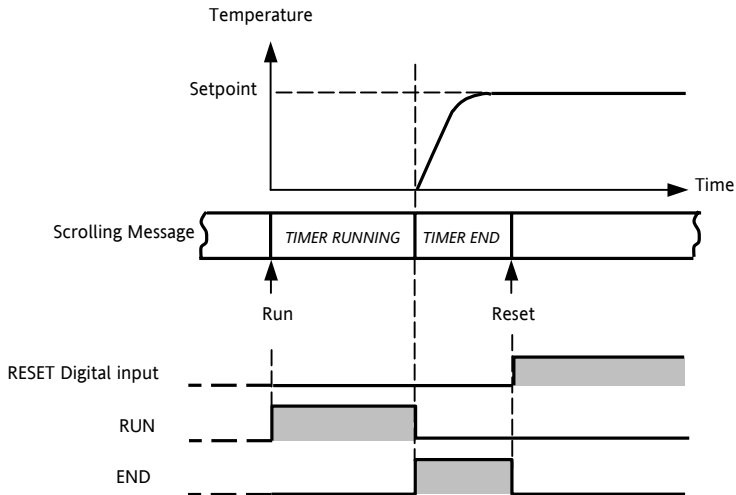 Temperature
Setpoint
Time
Scrolling Message
TIMER RUNNING
TIMER END
Run
Reset
RESET Digital input
RUN
END